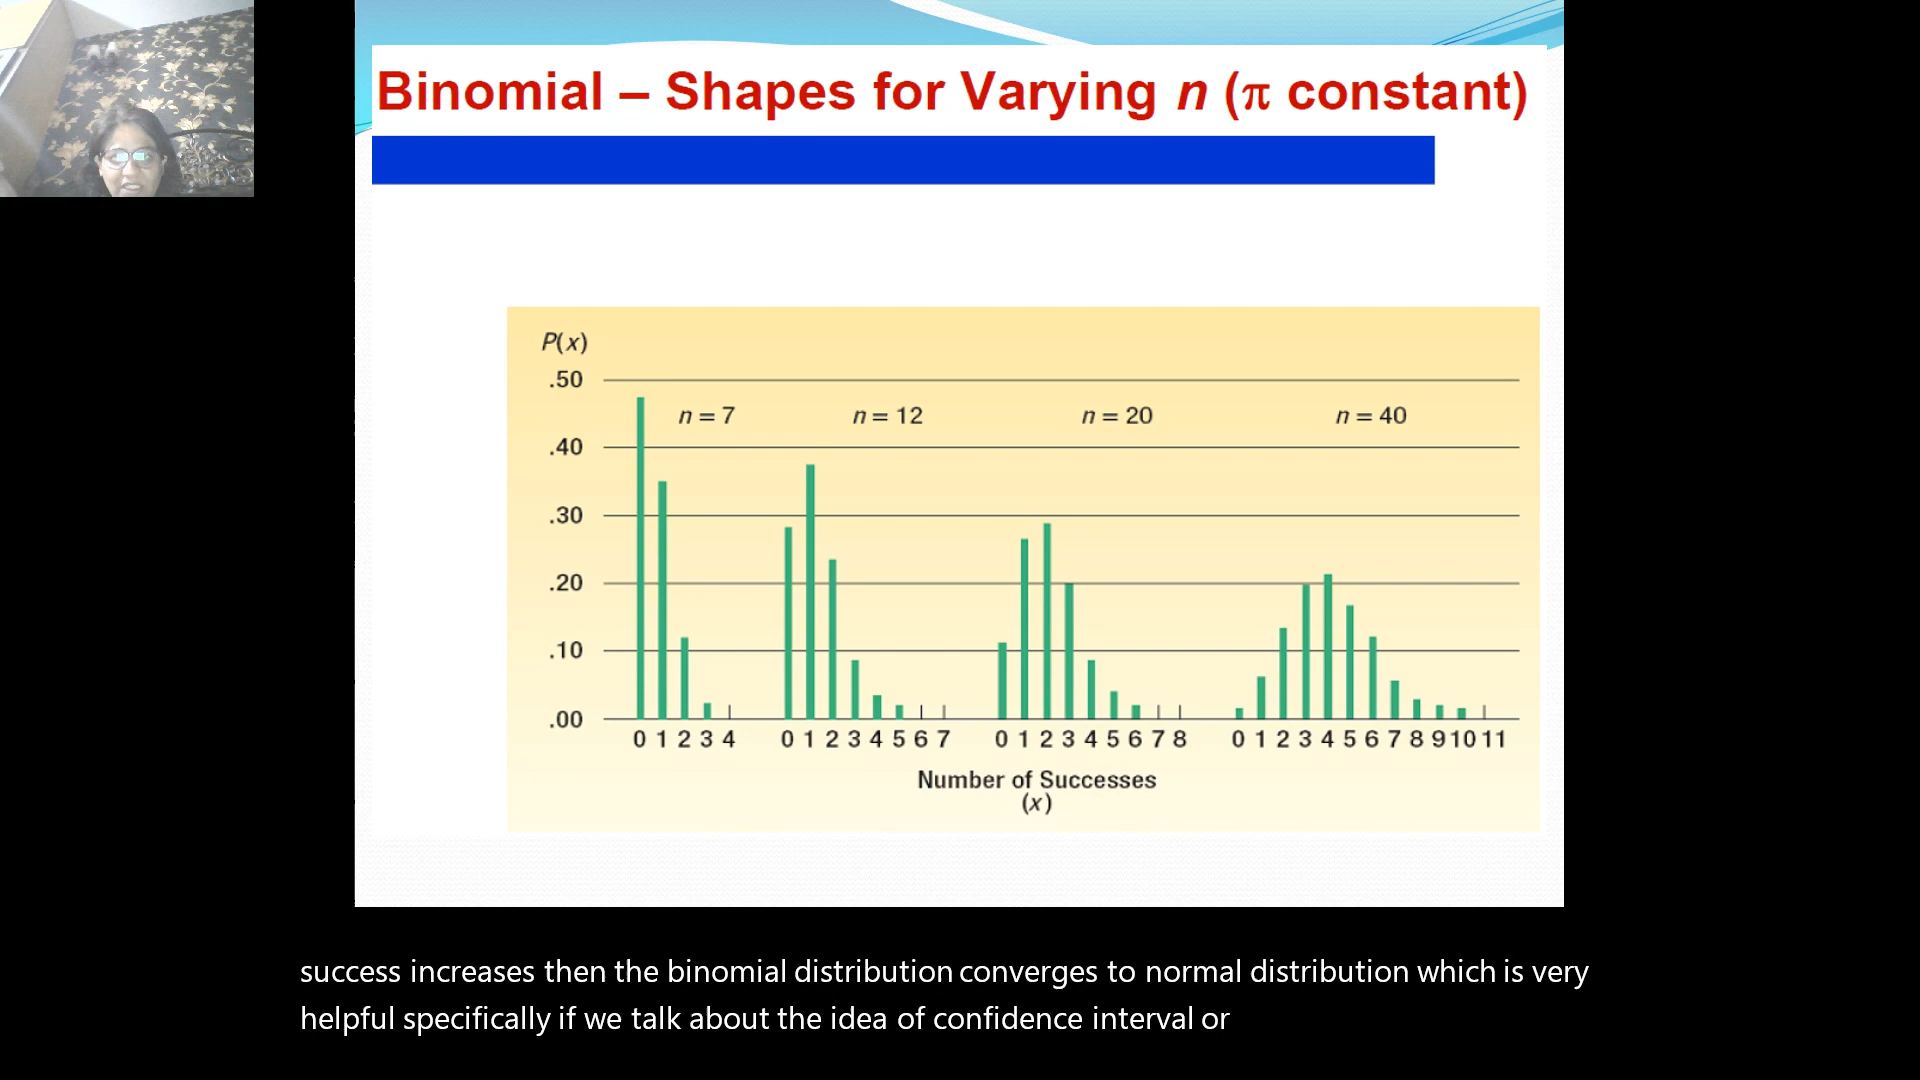 Binomial – Shapes for Varying n (π constant)
P(x)
.50
n = 7 n = 12 n = 20 n = 40
.40
.30
.20
.10
.00
0 1 2 3 4 0 1 2 3 4 5 6 7 0 1 2 3 4 5 6 7 8 0 1 2 3 4 5 6 7 8 9 10 11
Number of Successes
(x)
success increases then the binomial distribution converges to normal distribution which is very
helpful specifically if we talk about the idea of confidence interval or